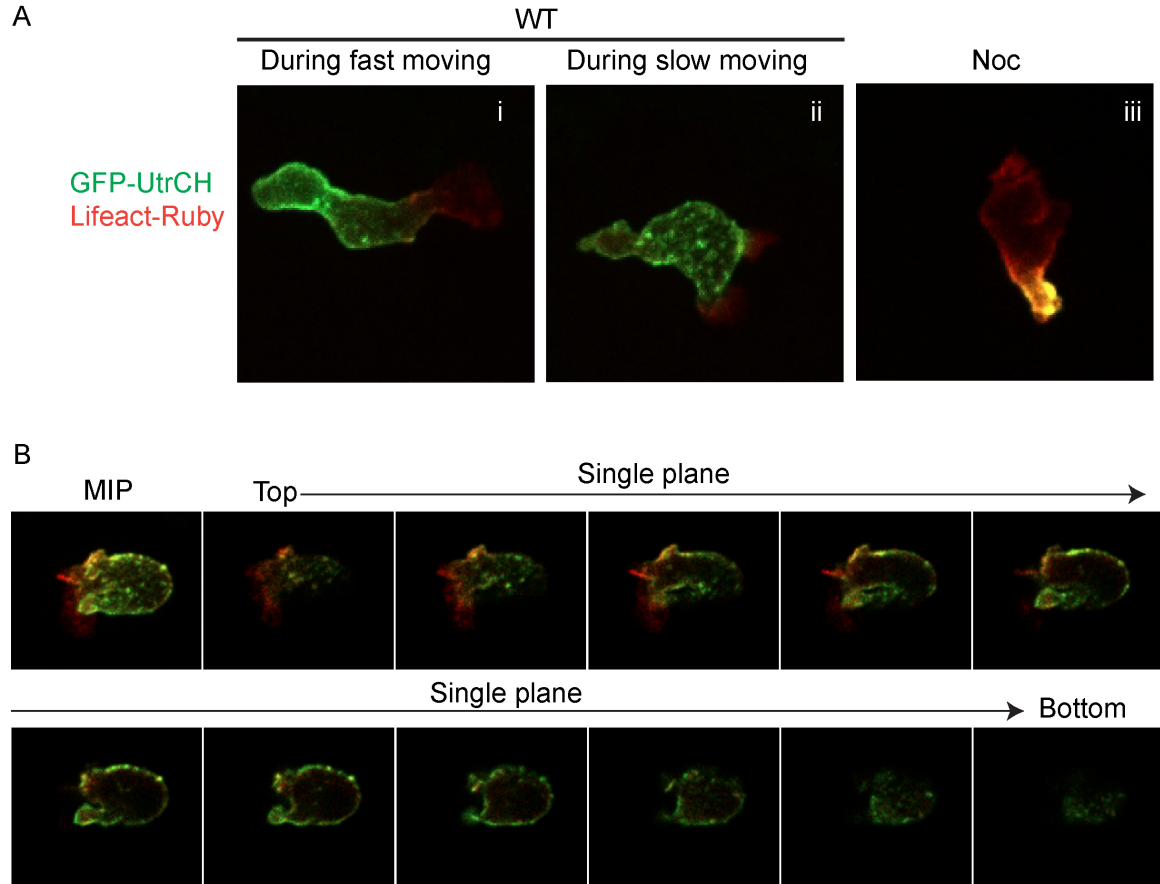 A
WT
During fast moving
During slow moving
Noc
i
ii
iii
GFP-UtrCH
Lifeact-Ruby
B
MIP
Top
Single plane
Single plane
Bottom